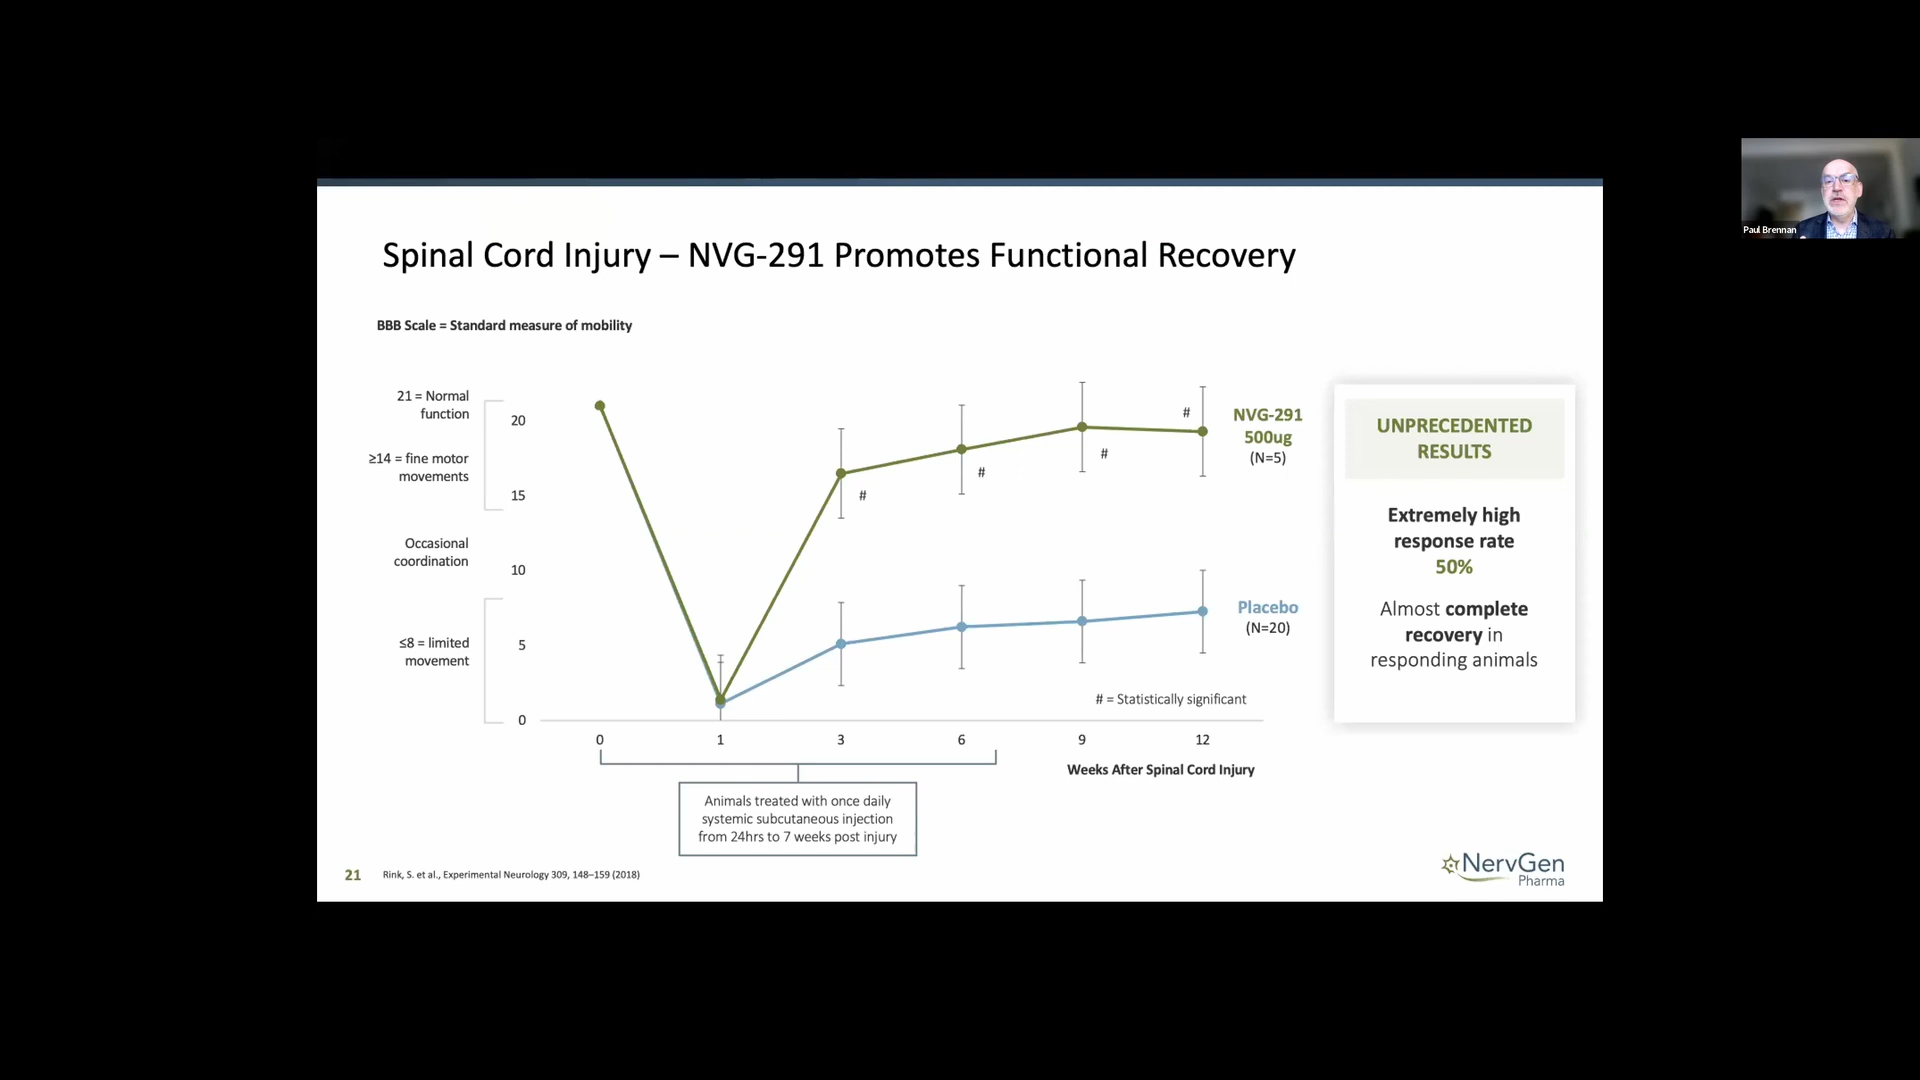 Spinal Cord Injury – NVG-291 Promotes Functional Recovery
BBB Scale = Standard measure of mobility
21 = Normal
function
≥14 = fine motor
movements
Occasional
coordination
≤8 = limited
movement
20
15
10
5
0
#
#
#
#
NVG-291
500ug
(N=5)
Placebo
(N=20)
# = Statistically significant
0
1
3
6
9
12
Weeks After Spinal Cord Injury
Animals treated with once daily
systemic subcutaneous injection
from 24hrs to 7 weeks post injury
UNPRECEDENTED
RESULTS
Extremely high
response rate
50%
Almost complete
recovery in
responding animals
21
Rink, S. et al., Experimental Neurology 309, 148–159 (2018)
NervGen
Pharma
Paul Brennan